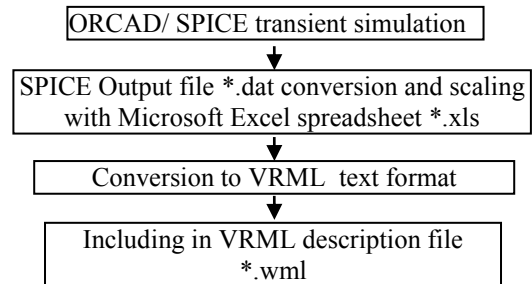 ORCAD/ SPICE transient simulation
SPICE Output file *.dat conversion and scaling
with Microsoft Excel spreadsheet *.xls
Conversion to VRML text format
Including in VRML description file
*.wml